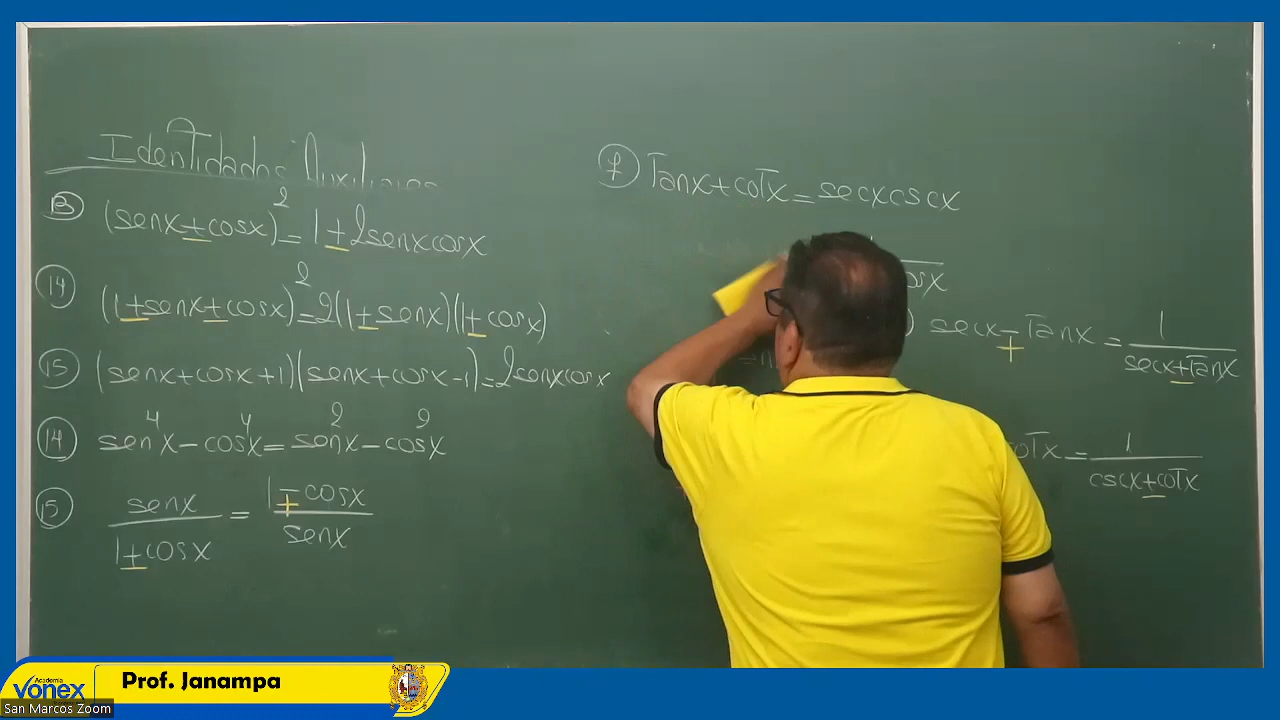 Identidades Auxiliares
13 (senx±cosx)²=1±2senxcosx
14 (1±senx±cosx)²=2(1±senx)(1±cosx)
15 (senx+cosx+1)(senx+cosx-1)=2senxcosx
14 sen⁴x-cos⁴x=sen²x-cos²x
15 senx/1±cosx = 1∓cosx/senx
1 Tanx+coTx=secxcscx
secx∓Tanx=1/secx±Tanx
oTx=1/cscx±coTx
Academia
vonex
Prof. Janampa
San Marcos Zoom